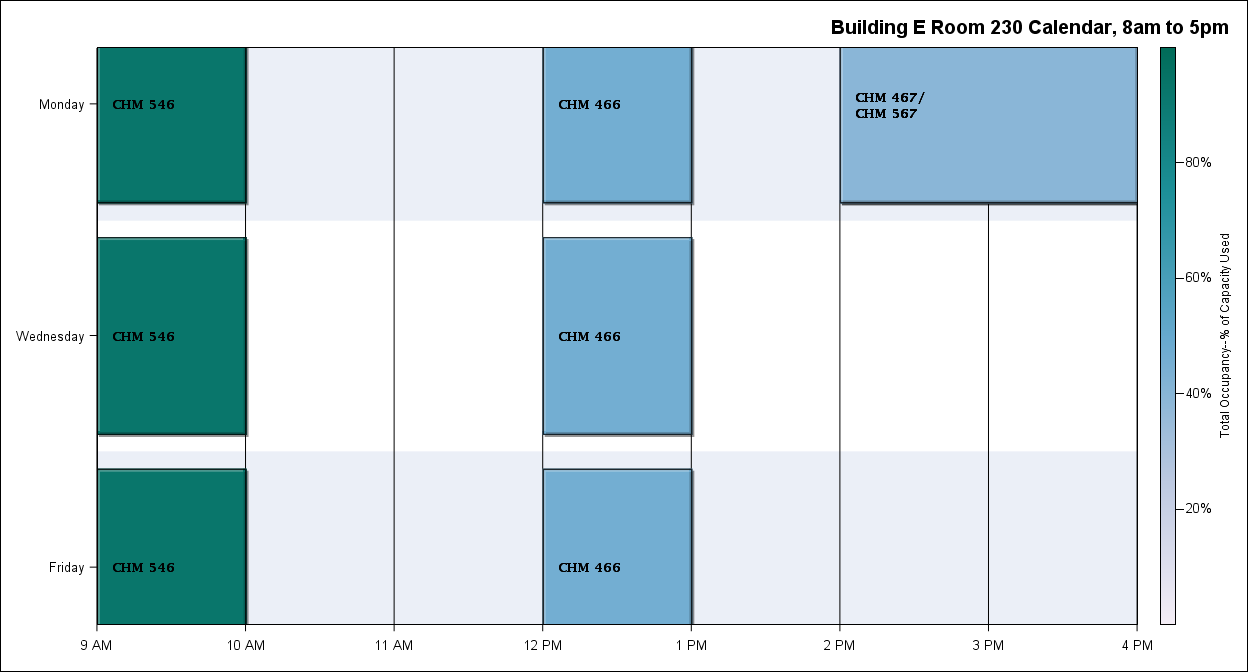 Building E Room 230 Calendar, 8am to 5pm
Monday
CHM 546
CHM 466
CHM 467/
CHM 567
Wednesday
CHM 546
CHM 466
Friday
CHM 546
CHM 466
9 AM 10 AM 11 AM 12 PM 1 PM 2 PM 3 PM 4 PM
80%
60%
40%
20%
Total Occupancy--% of Capacity Used